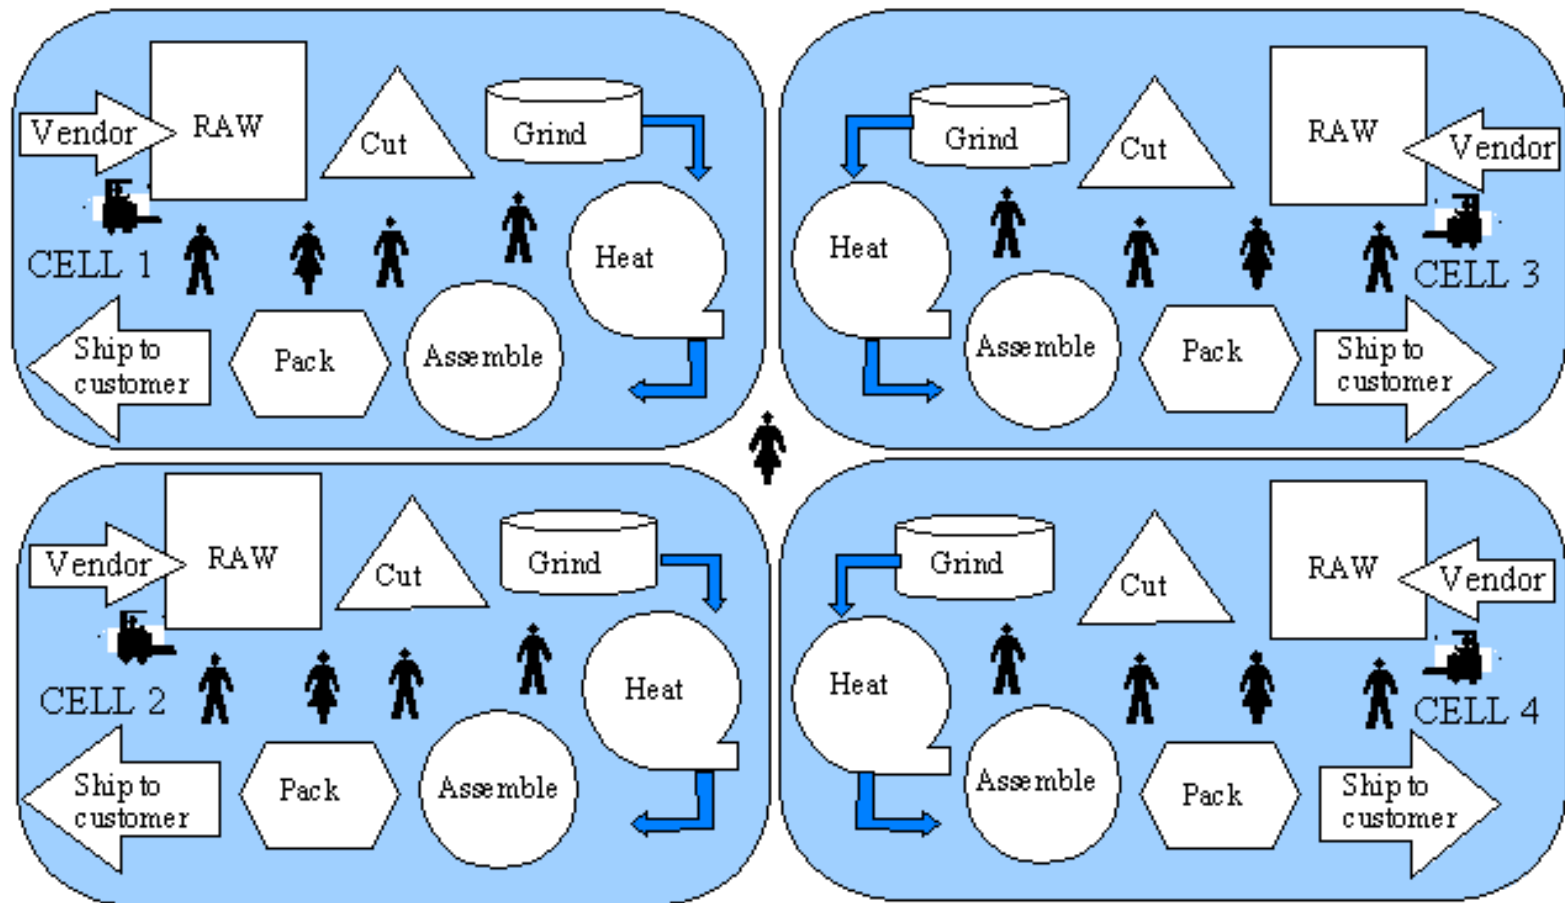 Vendor
RAW
Cut
Grind
Heat
CELL 1
Ship to
customer
Pack
Assemble
Grind
Cut
RAW
Vendor
Heat
CELL 3
Assemble
Pack
Ship to
customer
Vendor
RAW
Cut
Grind
Heat
CELL 2
Ship to
customer
Pack
Assemble
Grind
Cut
RAW
Vendor
Heat
CELL 4
Assemble
Pack
Ship to
customer